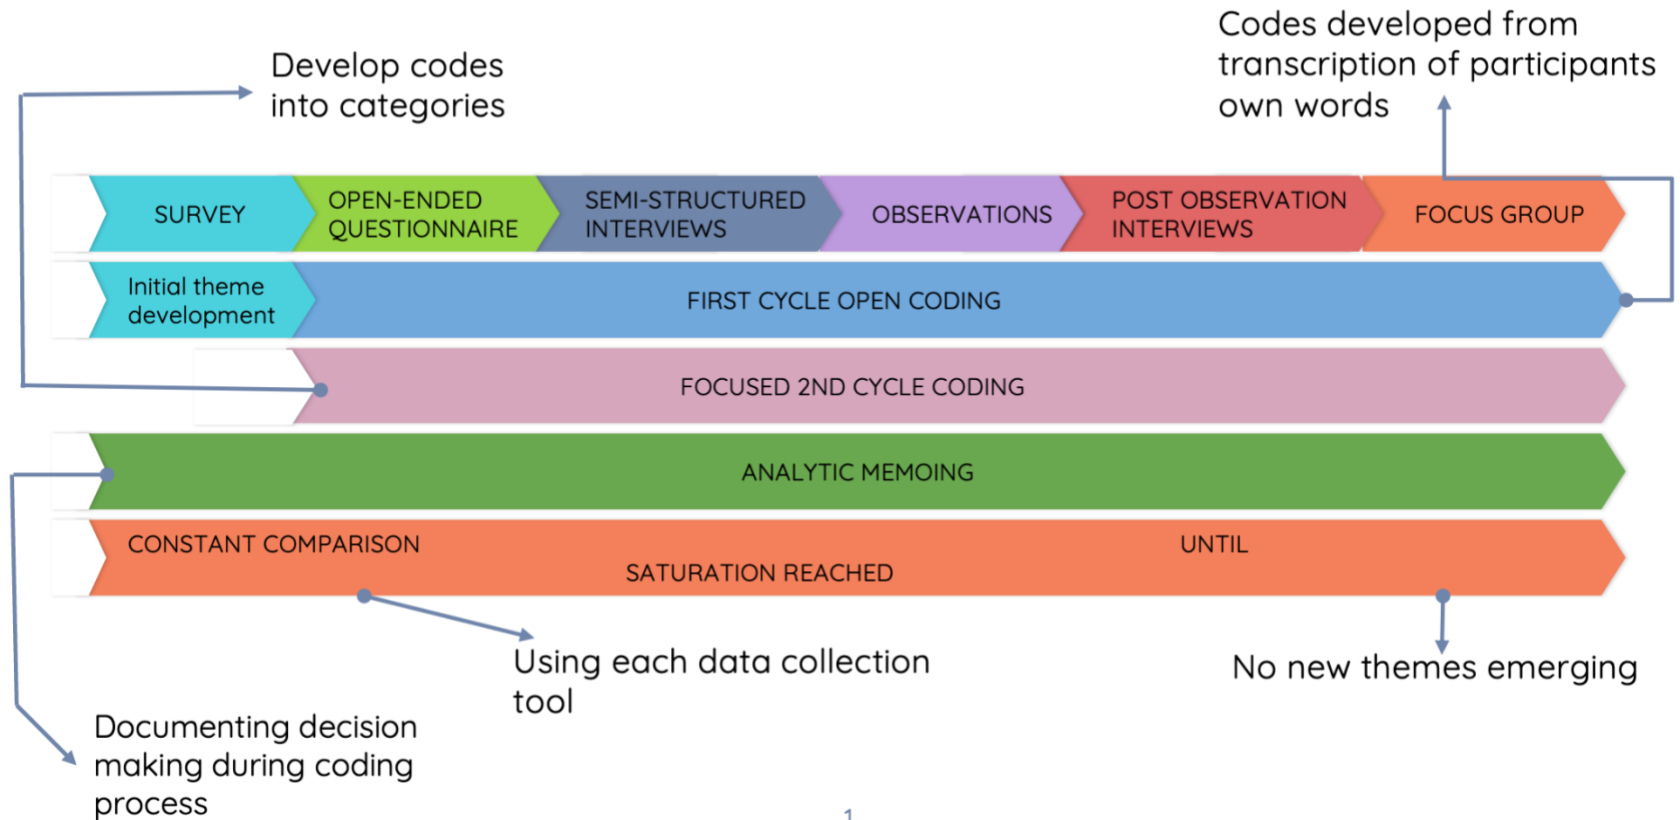 Codes developed from
transcription of participants
own words
Develop codes
into categories
SURVEY
OPEN-ENDED
QUESTIONNAIRE
SEMI-STRUCTURED
INTERVIEWS
OBSERVATIONS
POST OBSERVATION
INTERVIEWS
FOCUS GROUP
Initial theme
development
FIRST CYCLE OPEN CODING
FOCUSED 2ND CYCLE CODING
ANALYTIC MEMOING
CONSTANT COMPARISON UNTIL
SATURATION REACHED
Using each data collection
tool
No new themes emerging
Documenting decision
making during coding
process
1